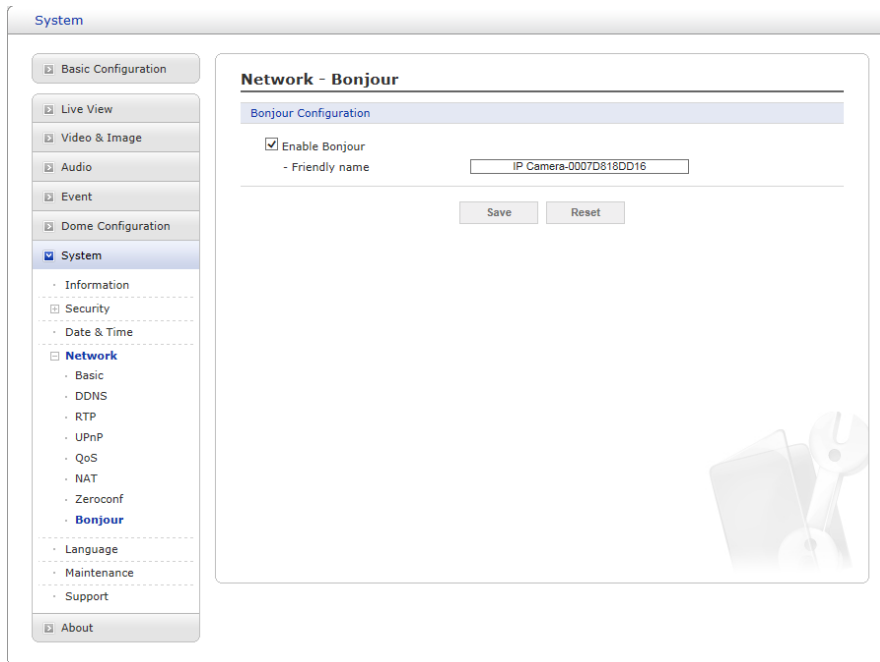 System
Basic Configuration
Live View
Video & Image
Audio
Event
Dome Configuration
System
Information
Security
Date & Time
Network
Basic
DDNS
RTP
UPnP
QoS
NAT
Zeroconf
Bonjour
Language
Maintenance
Support
About
Network - Bonjour
Bonjour Configuration
Enable Bonjour
- Friendly name IP Camera-0007D818DD16
Save Reset